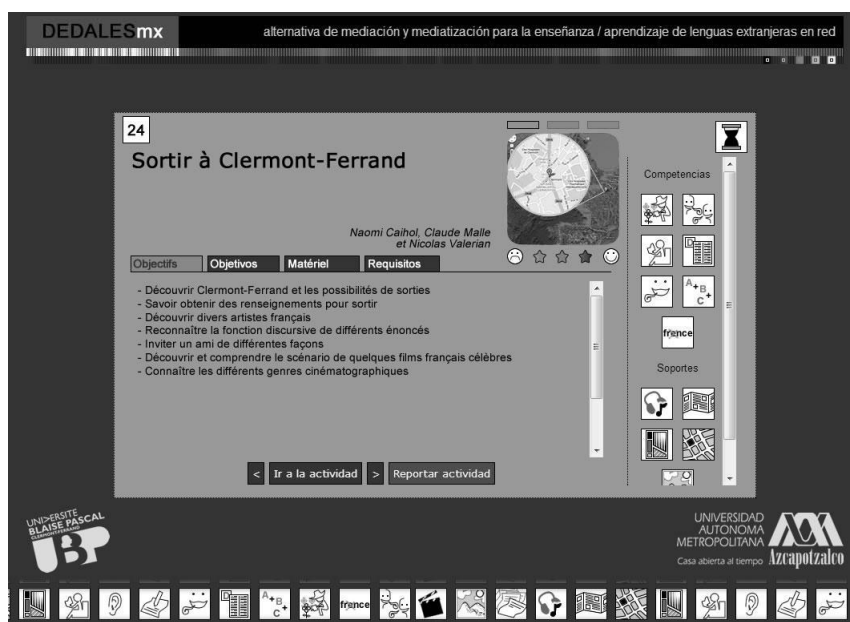 DEDALESmx
alternativa de mediación y mediatización para la enseñanza / aprendizaje de lenguas extranjeras en red
24
Sortir à Clermont-Ferrand
Naomi Caihol, Claude Malle
et Nicolas Valerian
Objectifs Objetivos Matériel Requisitos
- Découvrir Clermont-Ferrand et les possibilités de sorties
- Savoir obtenir des renseignements pour sortir
- Découvrir divers artistes français
- Reconnaître la fonction discursive de différents énoncés
- Inviter un ami de différentes façons
- Découvrir et comprendre le scénario de quelques films français célèbres
- Connaître les différents genres cinématographiques
< Ir a la actividad > Reportar actividad
Competencias
A+B+C+
france
Soportes
UNIVERSITE
BLAISE PASCAL
CLERMONT-FERRAND
UBP
UNIVERSIDAD
AUTONOMA
METROPOLITANA
Casa abierta al tiempo Azcapotzalco
A+B+C+
france